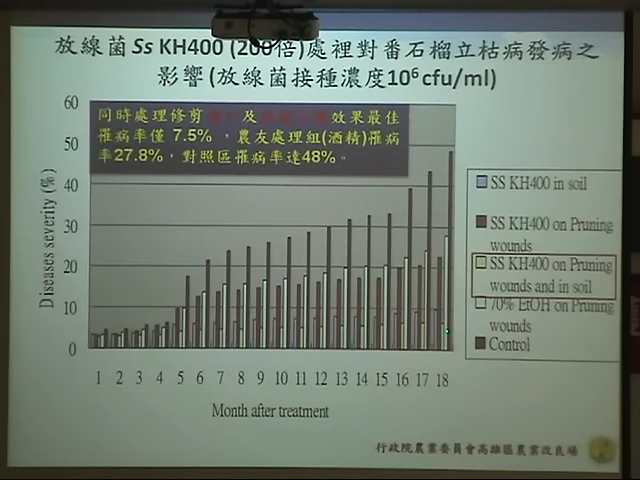 放線菌 Ss KH400 (200倍)處裡對番石榴立枯病發病之
影響(放線菌接種濃度10⁶ cfu/ml)
同時處理修剪 及 效果最佳
罹病率僅 7.5% ，農友處理組(酒精)罹病
率27.8%，對照區罹病率達48%。
Diseases severity (%)
60
50
40
30
20
10
0
1 2 3 4 5 6 7 8 9 10 11 12 13 14 15 16 17 18
Month after treatment
SS KH400 in soil
SS KH400 on Pruning
wounds
SS KH400 on Pruning
wounds and in soil
70% EtOH on Pruning
wounds
Control
行政院農業委員會高雄區農業改良場